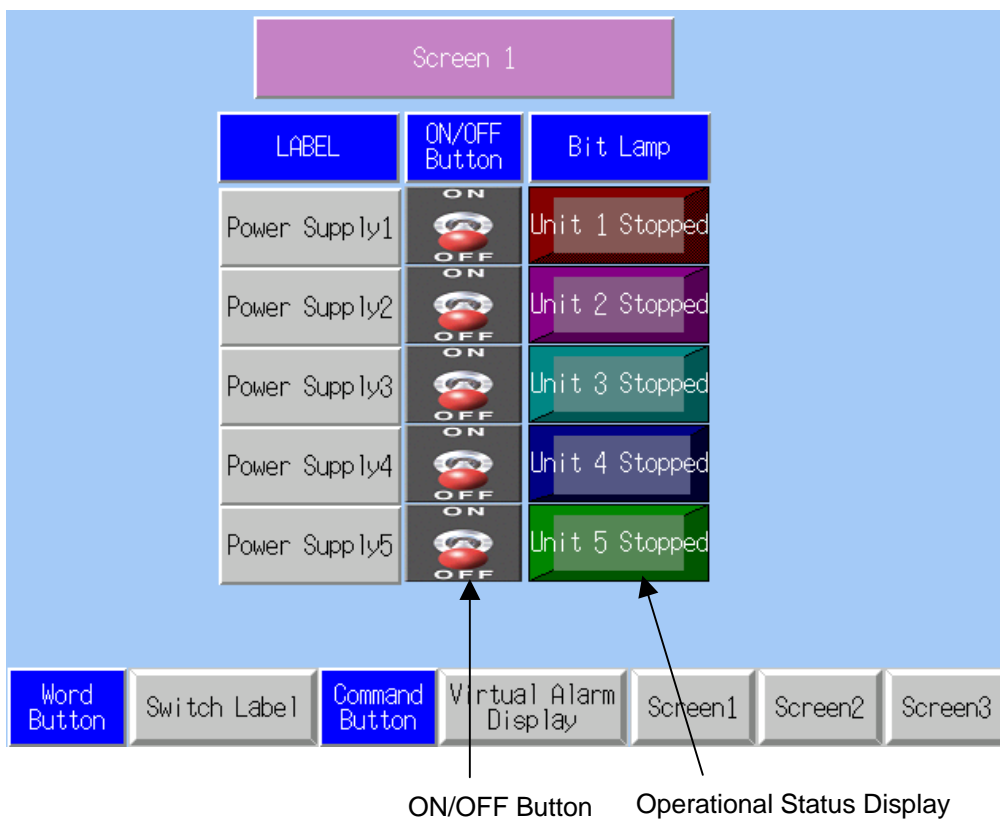 Screen 1
LABEL
ON/OFF
Button
Bit Lamp
Power Supply1
ON
OFF
Unit 1 Stopped
Power Supply2
ON
OFF
Unit 2 Stopped
Power Supply3
ON
OFF
Unit 3 Stopped
Power Supply4
ON
OFF
Unit 4 Stopped
Power Supply5
ON
OFF
Unit 5 Stopped
Word
Button
Switch Label
Command
Button
Virtual Alarm
Display
Screen1
Screen2
Screen3
ON/OFF Button
Operational Status Display